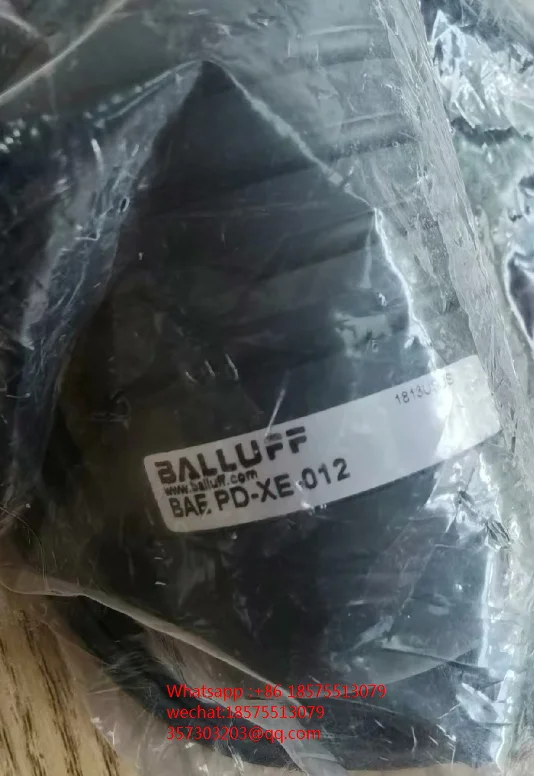 BALLUFF
www.balluff.com
BAE PD-XE-012
Whatsapp :+86 18575513079
wechat:18575513079
357303203@qq.com